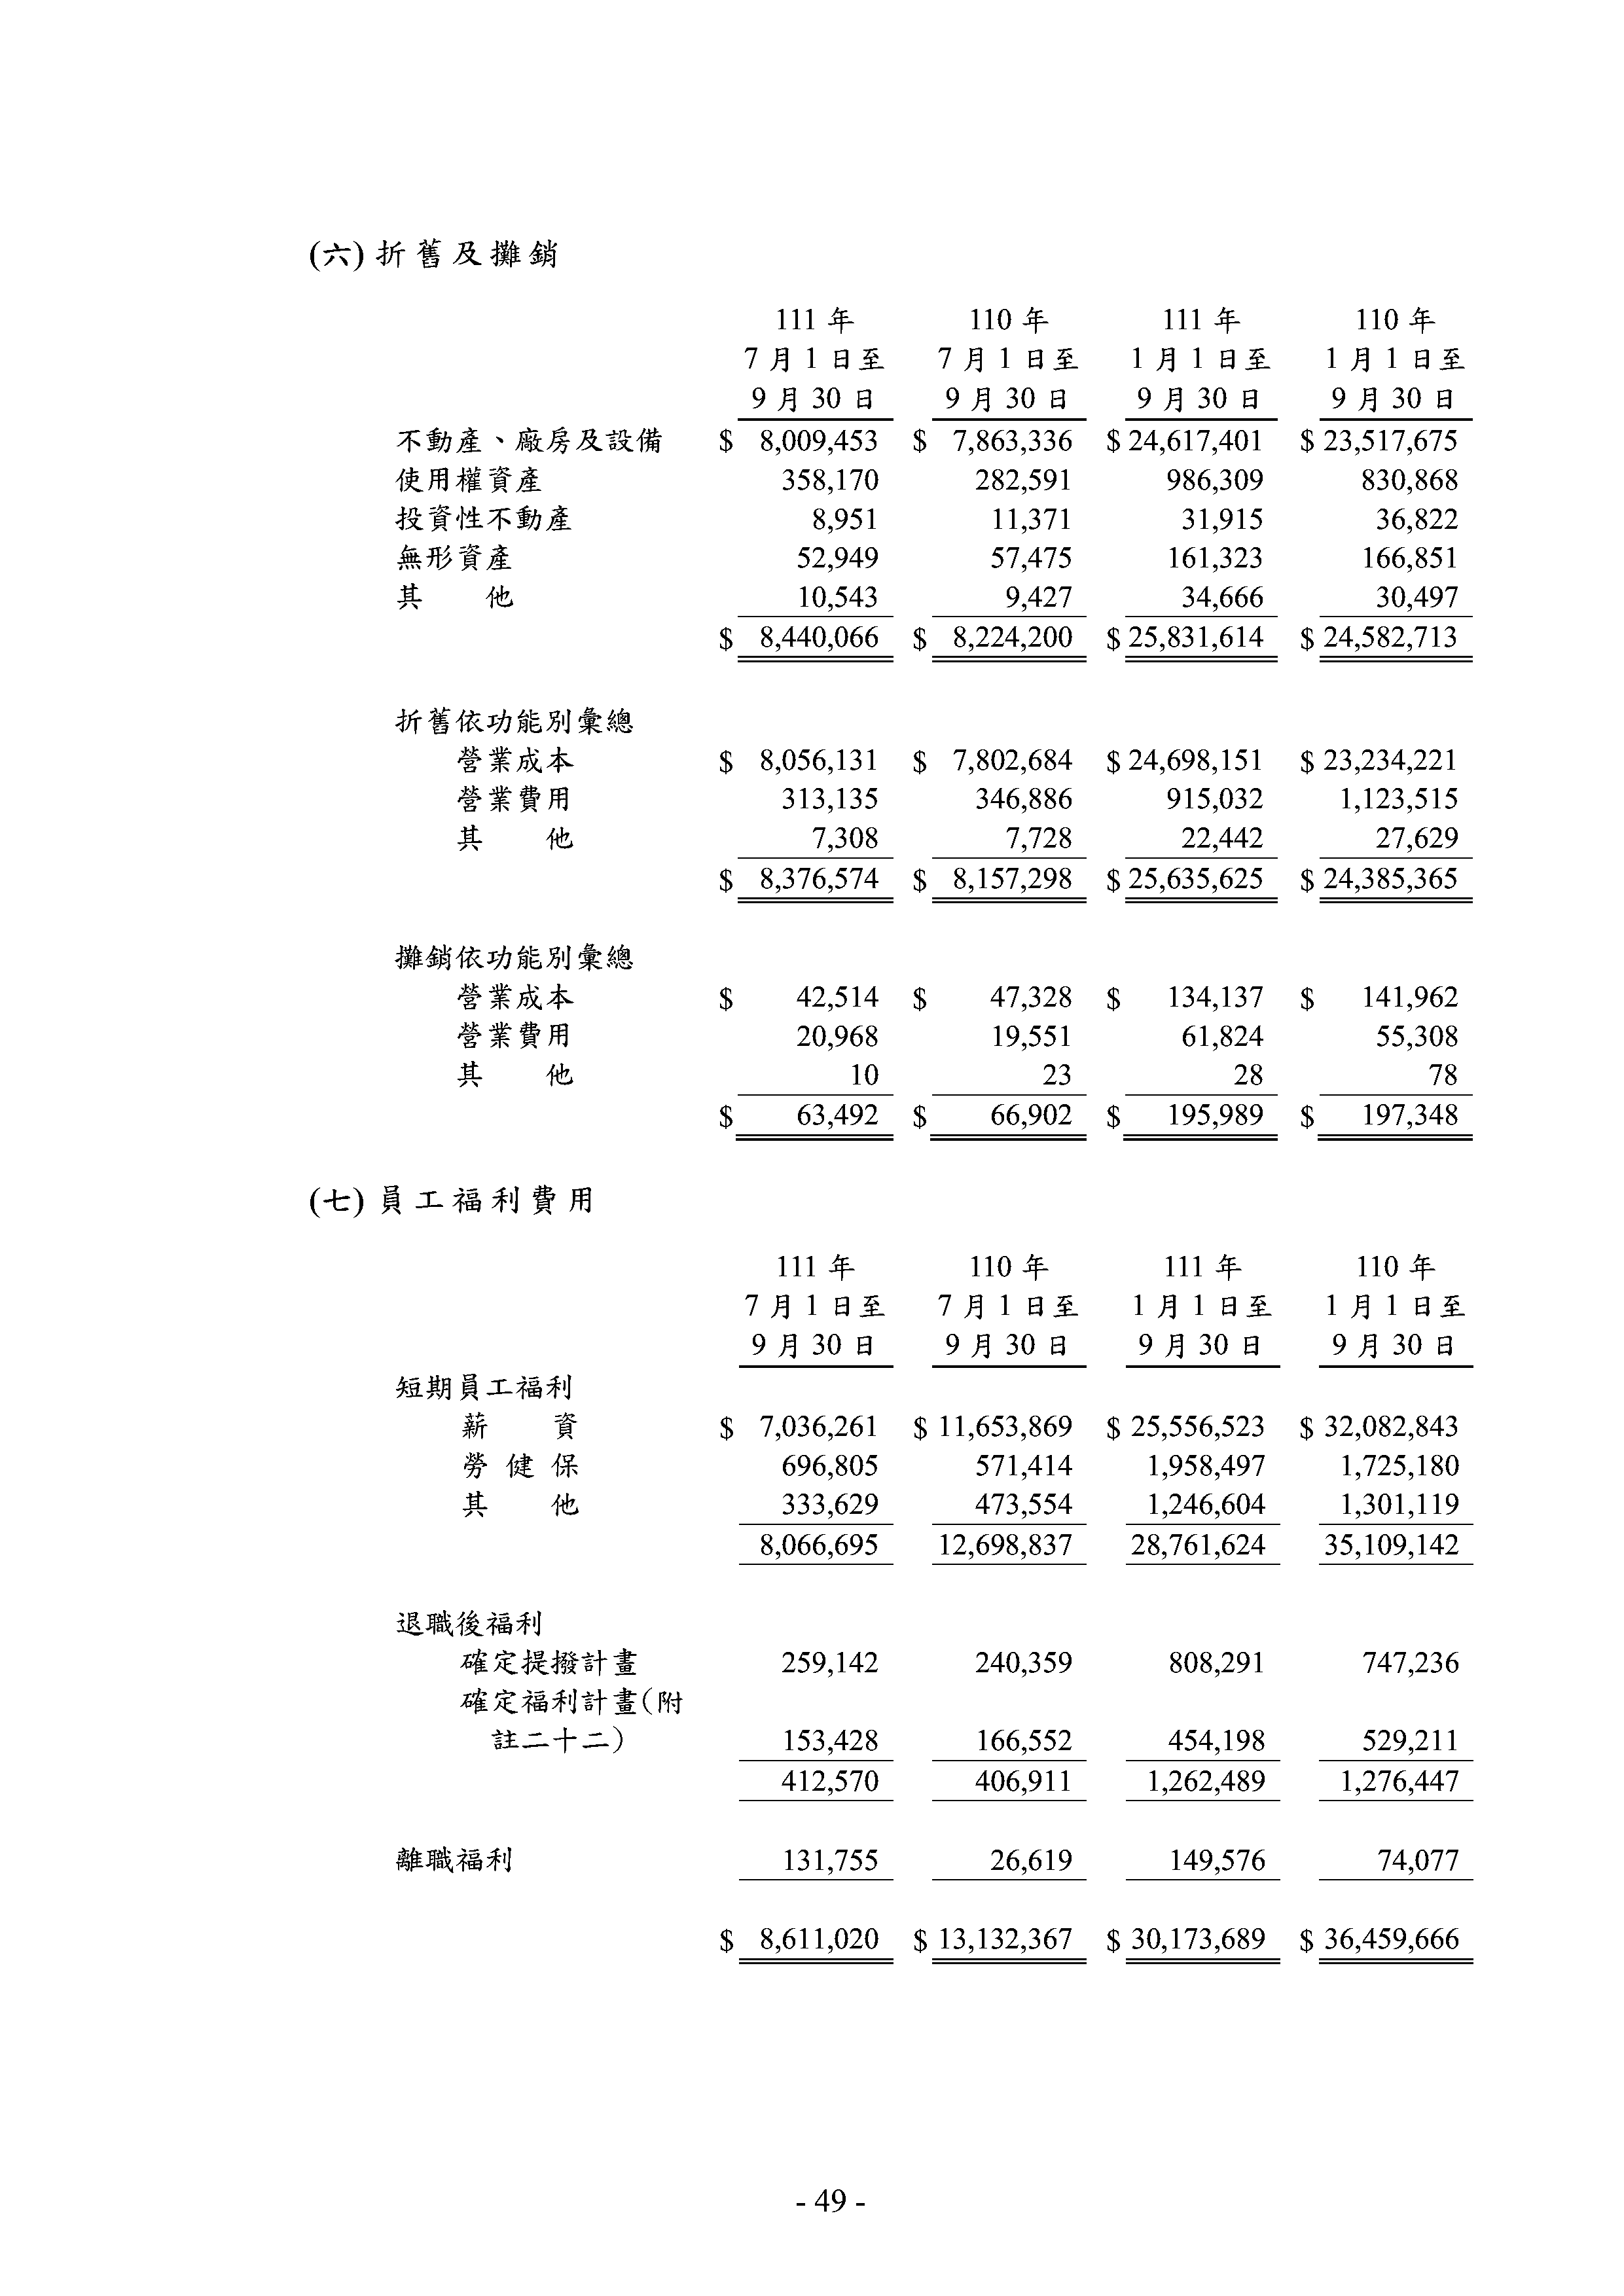 (六) 折舊及攤銷
111 年 110 年 111 年 110 年
7 月 1 日至 7 月 1 日至 1 月 1 日至 1 月 1 日至
9 月 30 日 9 月 30 日 9 月 30 日 9 月 30 日
不動產、廠房及設備 $ 8,009,453 $ 7,863,336 $ 24,617,401 $ 23,517,675
使用權資產 358,170 282,591 986,309 830,868
投資性不動產 8,951 11,371 31,915 36,822
無形資產 52,949 57,475 161,323 166,851
其 他 10,543 9,427 34,666 30,497
$ 8,440,066 $ 8,224,200 $ 25,831,614 $ 24,582,713
折舊依功能別彙總
營業成本 $ 8,056,131 $ 7,802,684 $ 24,698,151 $ 23,234,221
營業費用 313,135 346,886 915,032 1,123,515
其 他 7,308 7,728 22,442 27,629
$ 8,376,574 $ 8,157,298 $ 25,635,625 $ 24,385,365
攤銷依功能別彙總
營業成本 $ 42,514 $ 47,328 $ 134,137 $ 141,962
營業費用 20,968 19,551 61,824 55,308
其 他 10 23 28 78
$ 63,492 $ 66,902 $ 195,989 $ 197,348
(七) 員工福利費用
111 年 110 年 111 年 110 年
7 月 1 日至 7 月 1 日至 1 月 1 日至 1 月 1 日至
9 月 30 日 9 月 30 日 9 月 30 日 9 月 30 日
短期員工福利
薪 資 $ 7,036,261 $ 11,653,869 $ 25,556,523 $ 32,082,843
勞 健 保 696,805 571,414 1,958,497 1,725,180
其 他 333,629 473,554 1,246,604 1,301,119
8,066,695 12,698,837 28,761,624 35,109,142
退職後福利
確定提撥計畫 259,142 240,359 808,291 747,236
確定福利計畫（附
註二十二） 153,428 166,552 454,198 529,211
412,570 406,911 1,262,489 1,276,447
離職福利 131,755 26,619 149,576 74,077
$ 8,611,020 $ 13,132,367 $ 30,173,689 $ 36,459,666
- 49 -